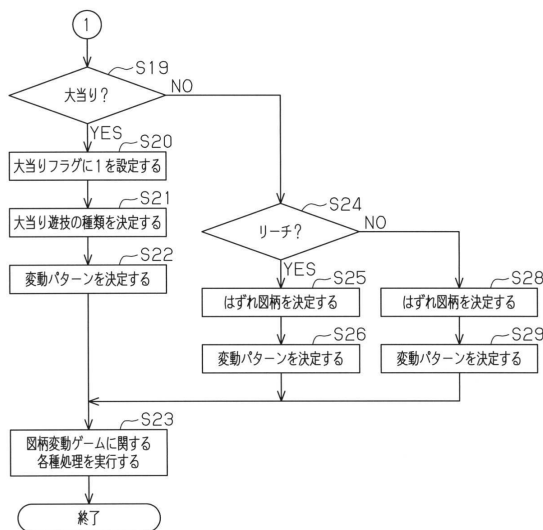 1
S19
大当り?
NO
YES
S20
大当りフラグに1を設定する
S21
大当り遊技の種類を決定する
S22
変動パターンを決定する
S24
リーチ?
NO
YES
S25
はずれ図柄を決定する
S26
変動パターンを決定する
S28
はずれ図柄を決定する
S29
変動パターンを決定する
S23
図柄変動ゲームに関する
各種処理を実行する
終了